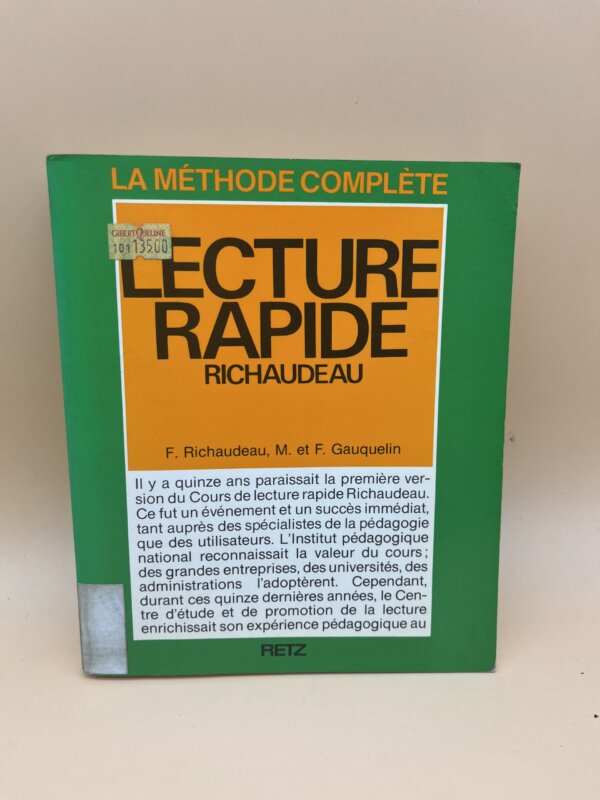 LA MÉTHODE COMPLÈTE
GIBERT JEUNE
101 13500
LECTURE
RAPIDE
RICHAUDEAU
F. Richaudeau, M. et F. Gauquelin
Il y a quinze ans paraissait la première ver-
sion du Cours de lecture rapide Richaudeau.
Ce fut un événement et un succès immédiat,
tant auprès des spécialistes de la pédagogie
que des utilisateurs. L'Institut pédagogique
national reconnaissait la valeur du cours ;
des grandes entreprises, des universités, des
administrations l'adoptèrent. Cependant,
durant ces quinze dernières années, le Cen-
tre d'étude et de promotion de la lecture
enrichissait son expérience pédagogique au
RETZ